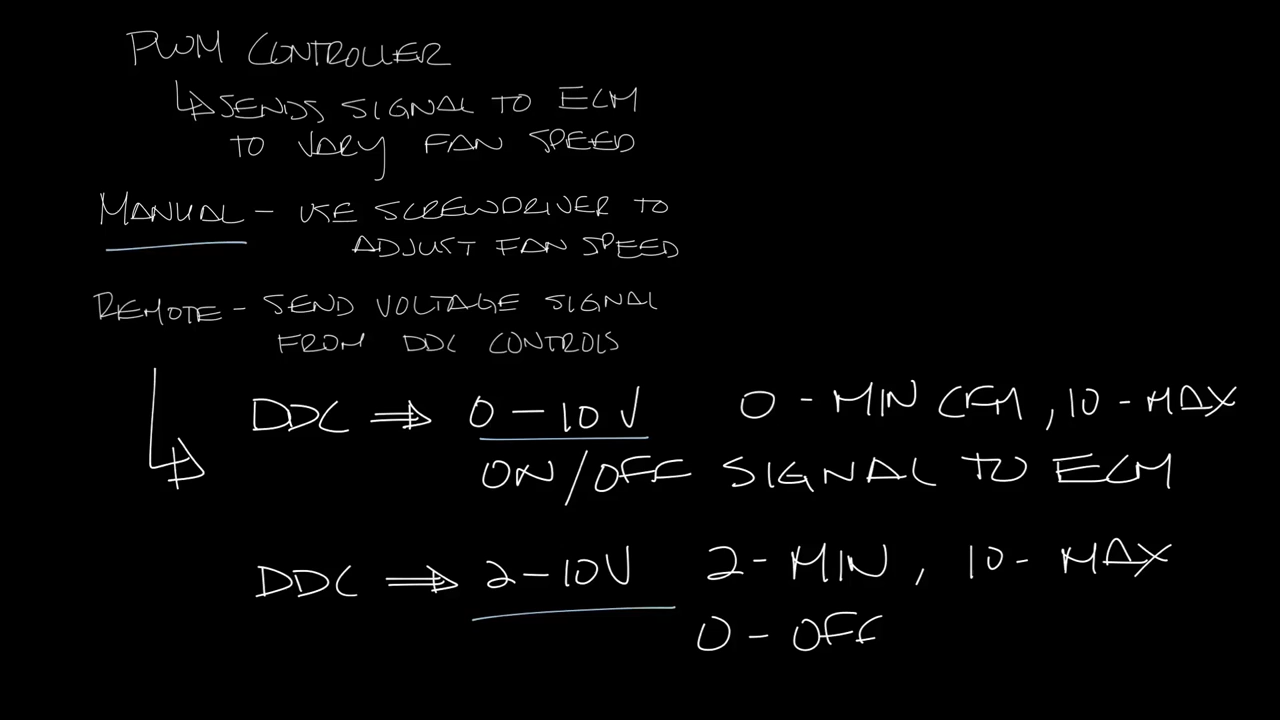 PWM CONTROLLER
↳ SENDS SIGNAL TO ECM
TO VARY FAN SPEED
MANUAL - USE SCREWDRIVER TO
ADJUST FAN SPEED
REMOTE - SEND VOLTAGE SIGNAL
FROM DDC CONTROLS
DDC ⇒ 0-10V 0 - MIN CFM, 10 - MAX
ON/OFF SIGNAL TO ECM
DDC ⇒ 2-10V 2 - MIN, 10 - MAX
0 - OFF